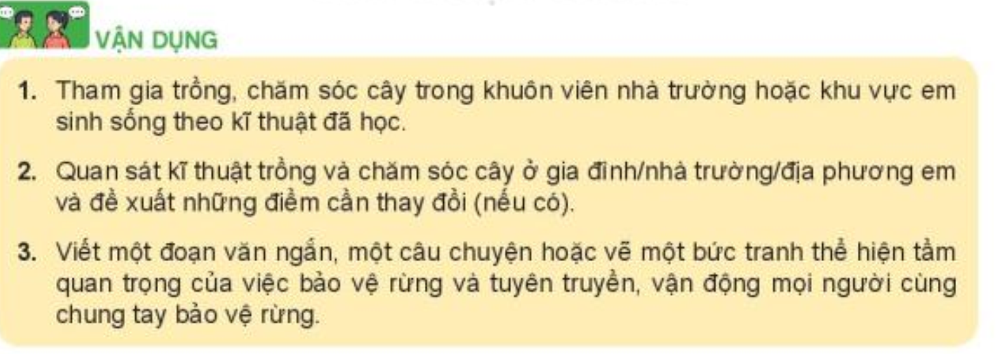 VẬN DỤNG
1. Tham gia trồng, chăm sóc cây trong khuôn viên nhà trường hoặc khu vực em
sinh sống theo kĩ thuật đã học.
2. Quan sát kĩ thuật trồng và chăm sóc cây ở gia đình/nhà trường/địa phương em
và đề xuất những điểm cần thay đổi (nếu có).
3. Viết một đoạn văn ngắn, một câu chuyện hoặc vẽ một bức tranh thể hiện tầm
quan trọng của việc bảo vệ rừng và tuyên truyền, vận động mọi người cùng
chung tay bảo vệ rừng.